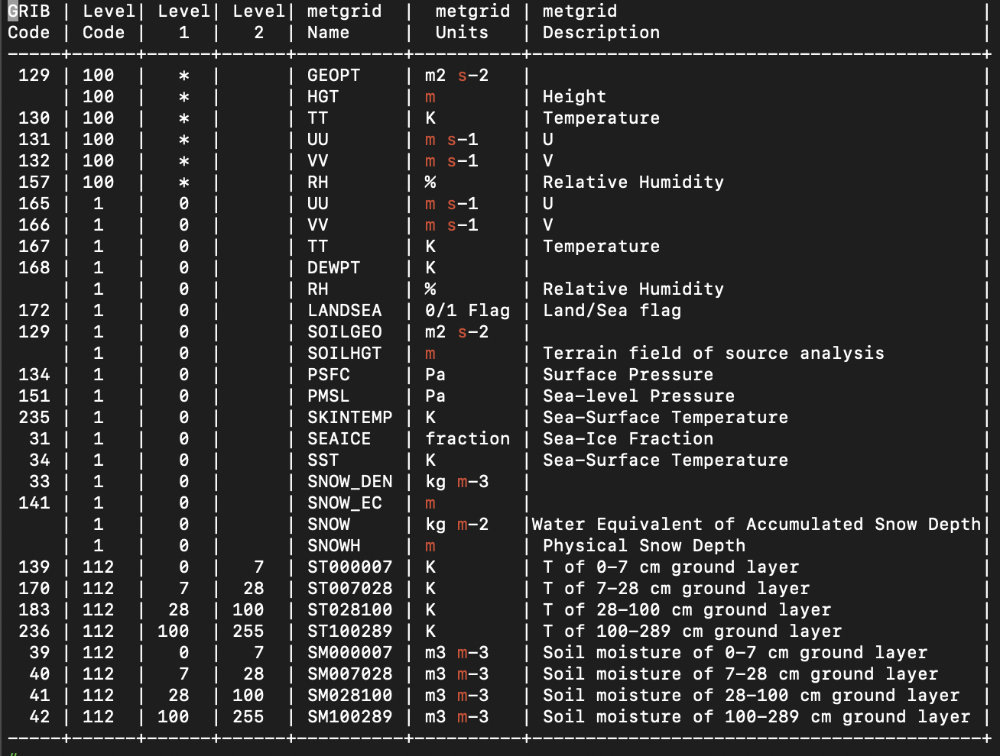 GRIB | Level| Level| Level| metgrid  |  metgrid | metgrid                                  |
Code | Code |   1  |   2  | Name     |  Units   | Description                              |
-----+------+------+------+----------+----------+------------------------------------------+
 129 | 100  |   *  |      | GEOPT    | m2 s-2   |                                          |
     | 100  |   *  |      | HGT      | m        | Height                                   |
 130 | 100  |   *  |      | TT       | K        | Temperature                              |
 131 | 100  |   *  |      | UU       | m s-1    | U                                        |
 132 | 100  |   *  |      | VV       | m s-1    | V                                        |
 157 | 100  |   *  |      | RH       | %        | Relative Humidity                        |
 165 |  1   |   0  |      | UU       | m s-1    | U                                        |
 166 |  1   |   0  |      | VV       | m s-1    | V                                        |
 167 |  1   |   0  |      | TT       | K        | Temperature                              |
 168 |  1   |   0  |      | DEWPT    | K        |                                          |
     |  1   |   0  |      | RH       | %        | Relative Humidity                        |
 172 |  1   |   0  |      | LANDSEA  | 0/1 Flag | Land/Sea flag                            |
 129 |  1   |   0  |      | SOILGEO  | m2 s-2   |                                          |
     |  1   |   0  |      | SOILHGT  | m        | Terrain field of source analysis         |
 134 |  1   |   0  |      | PSFC     | Pa       | Surface Pressure                         |
 151 |  1   |   0  |      | PMSL     | Pa       | Sea-level Pressure                       |
 235 |  1   |   0  |      | SKINTEMP | K        | Sea-Surface Temperature                  |
  31 |  1   |   0  |      | SEAICE   | fraction | Sea-Ice Fraction                         |
  34 |  1   |   0  |      | SST      | K        | Sea-Surface Temperature                  |
  33 |  1   |   0  |      | SNOW_DEN | kg m-3   |                                          |
 141 |  1   |   0  |      | SNOW_EC  | m        |                                          |
     |  1   |   0  |      | SNOW     | kg m-2   |Water Equivalent of Accumulated Snow Depth|
     |  1   |   0  |      | SNOWH    | m        | Physical Snow Depth                      |
 139 | 112  |   0  |   7  | ST000007 | K        | T of 0-7 cm ground layer                 |
 170 | 112  |   7  |  28  | ST007028 | K        | T of 7-28 cm ground layer                |
 183 | 112  |  28  | 100  | ST028100 | K        | T of 28-100 cm ground layer              |
 236 | 112  | 100  | 255  | ST100289 | K        | T of 100-289 cm ground layer             |
  39 | 112  |   0  |   7  | SM000007 | m3 m-3   | Soil moisture of 0-7 cm ground layer     |
  40 | 112  |   7  |  28  | SM007028 | m3 m-3   | Soil moisture of 7-28 cm ground layer    |
  41 | 112  |  28  | 100  | SM028100 | m3 m-3   | Soil moisture of 28-100 cm ground layer  |
  42 | 112  | 100  | 255  | SM100289 | m3 m-3   | Soil moisture of 100-289 cm ground layer |
-----+------+------+------+----------+----------+------------------------------------------+